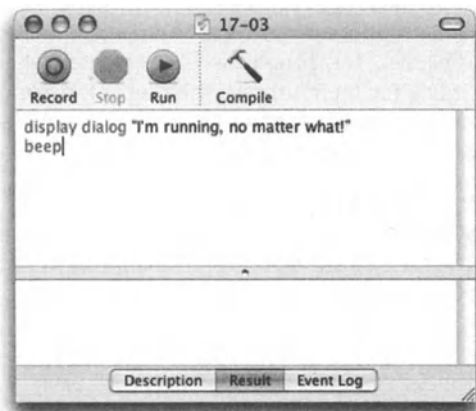 17-03
Record Stop Run Compile
display dialog "I'm running, no matter what!"
beep
Description Result Event Log